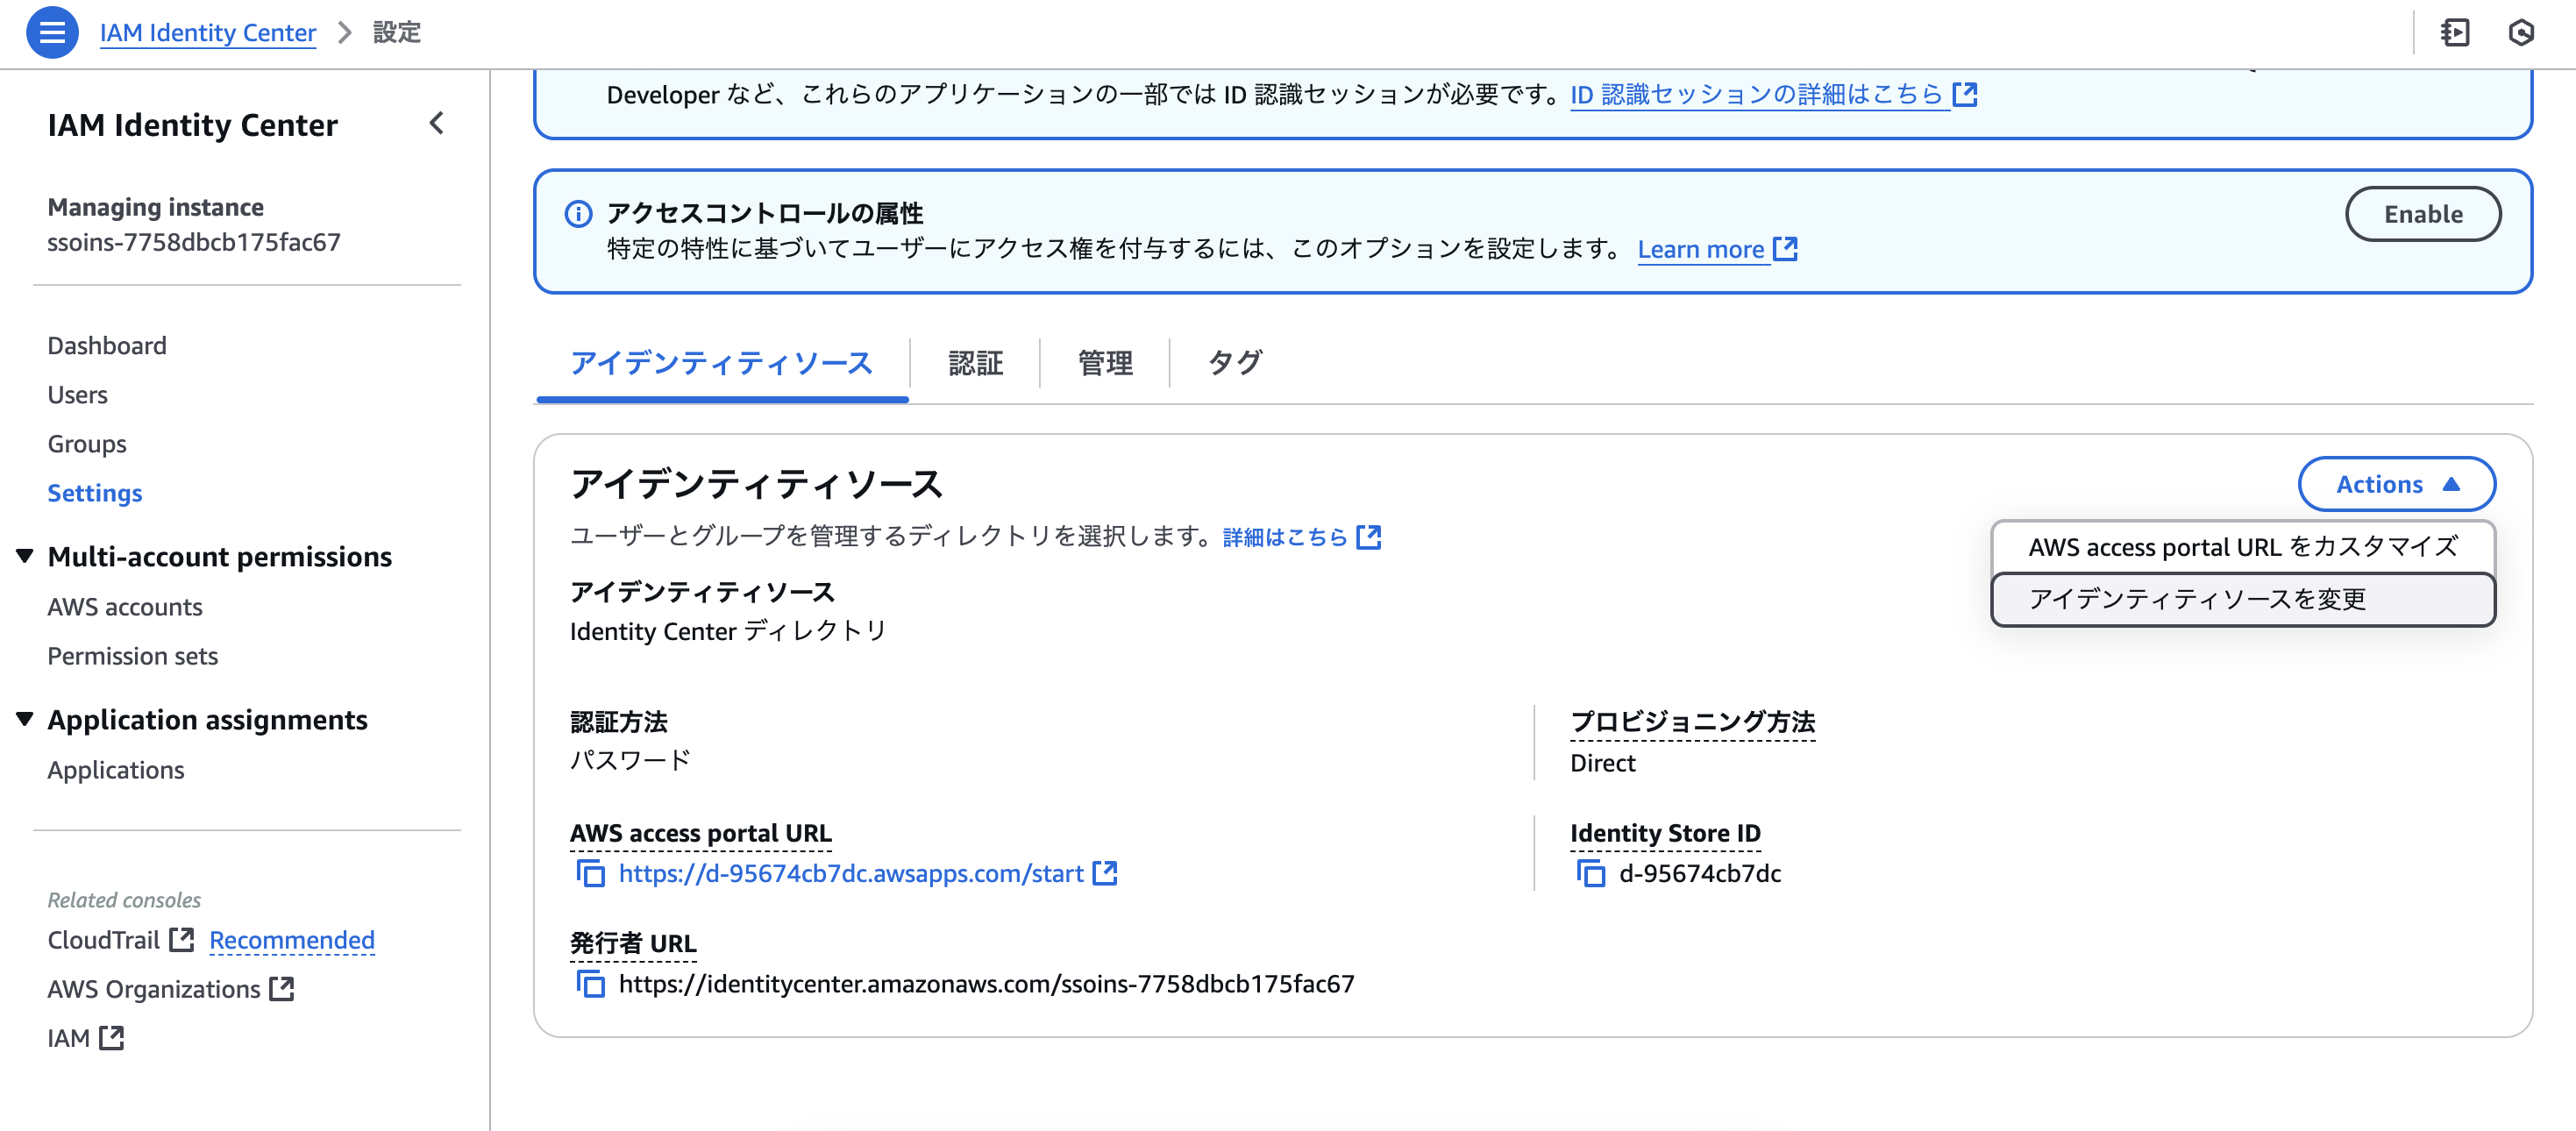 IAM Identity Center > 設定
IAM Identity Center
Managing instance
ssoins-7758dbcb175fac67
Dashboard
Users
Groups
Settings
Multi-account permissions
AWS accounts
Permission sets
Application assignments
Applications
Related consoles
CloudTrail Recommended
AWS Organizations
IAM
Developer など、これらのアプリケーションの一部では ID 認識セッションが必要です。ID 認識セッションの詳細はこちら
アクセスコントロールの属性
特定の特性に基づいてユーザーにアクセス権を付与するには、このオプションを設定します。 Learn more
Enable
アイデンティティソース
認証
管理
タグ
アイデンティティソース
Actions
ユーザーとグループを管理するディレクトリを選択します。詳細はこちら
AWS access portal URL をカスタマイズ
アイデンティティソースを変更
アイデンティティソース
Identity Center ディレクトリ
認証方法
パスワード
プロビジョニング方法
Direct
AWS access portal URL
https://d-95674cb7dc.awsapps.com/start
Identity Store ID
d-95674cb7dc
発行者 URL
https://identitycenter.amazonaws.com/ssoins-7758dbcb175fac67